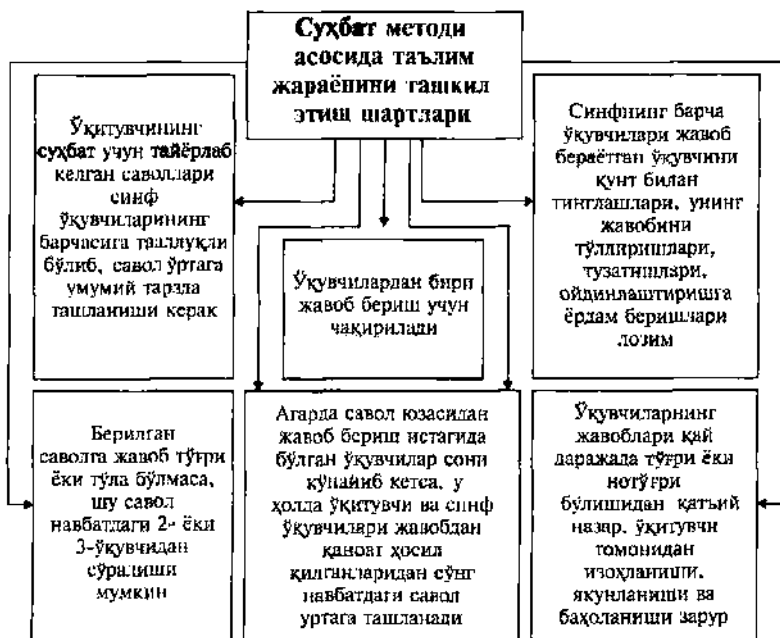 Суҳбат методи
асосида таълим
жараёнини ташкил
этиш шартлари
Ўқитувчининг
суҳбат учун тайёрлаб
келган саволлари
синф
ўқувчиларининг
барчасига тааллуқли
бўлиб, савол ўртага
умумий тарзда
ташланиши керак
Ўқувчилардан бири
жавоб бериш учун
чақирилади
Синфнинг барча
ўқувчилари жавоб
бераётган ўқувчини
қунт билан
тинглашлари, унинг
жавобини
тўлдиришлари,
тузатишлари,
ойдинлаштиришга
ёрдам беришлари
лозим
Берилган
саволга жавоб тўғри
ёки тўла бўлмаса,
шу савол
навбатдаги 2- ёки
3-ўқувчидан
сўралиши
мумкин
Агарда савол юзасидан
жавоб бериш истагида
бўлган ўқувчилар сони
кўпайиб кетса, у
ҳолда ўқитувчи ва синф
ўқувчилари жавобдан
қаноат ҳосил
қилганларидан сўнг
навбатдаги савол
уртага ташланади
Ўқувчиларнинг
жавоблари қай
даражада тўғри ёки
нотўғри
бўлишидан қатъий
назар, ўқитувчи
томонидан
изоҳланиши,
якунланиши ва
баҳоланиши зарур